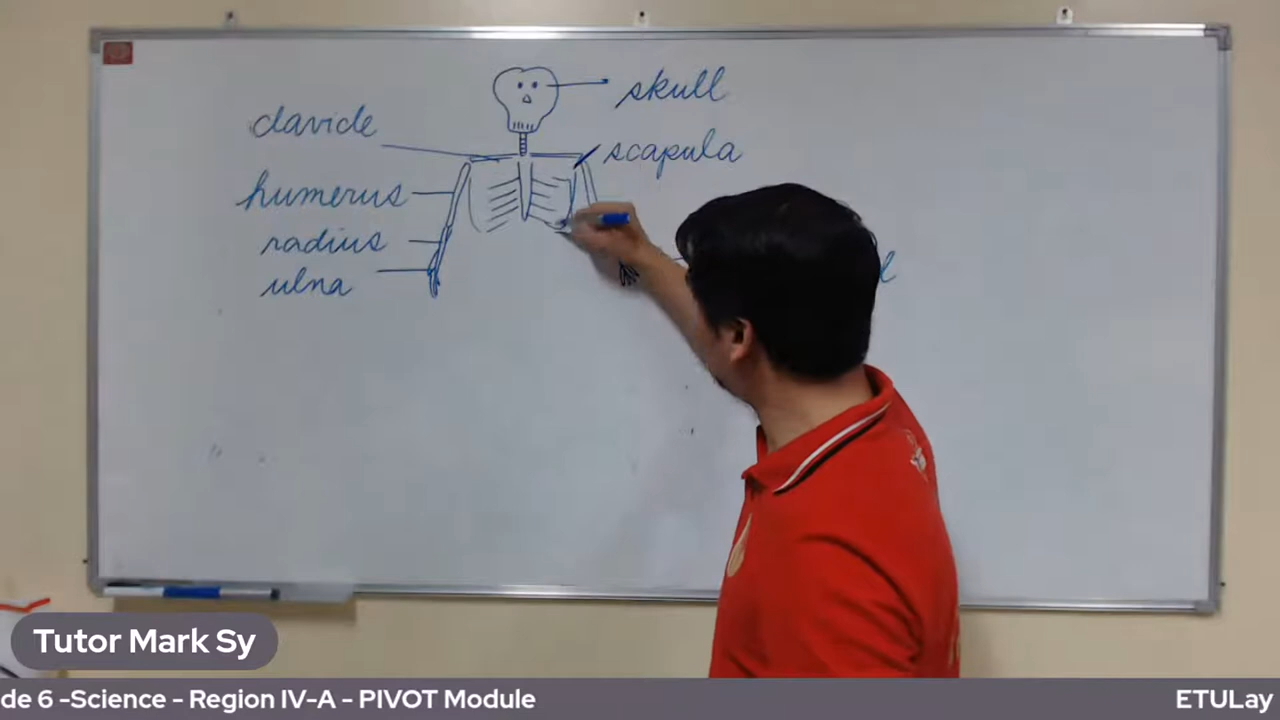 skull
clavicle
scapula
humerus
radius
ulna
Tutor Mark Sy
de 6 -Science - Region IV-A - PIVOT Module
ETULay